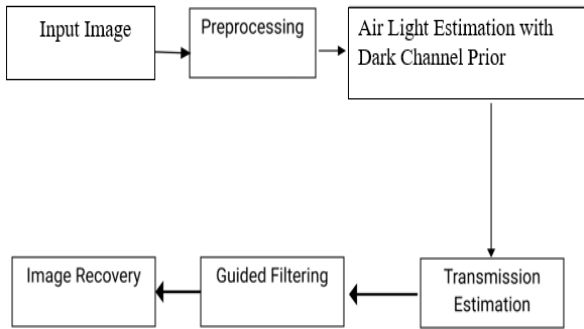 Input Image
Preprocessing
Air Light Estimation with
Dark Channel Prior
Image Recovery
Guided Filtering
Transmission
Estimation